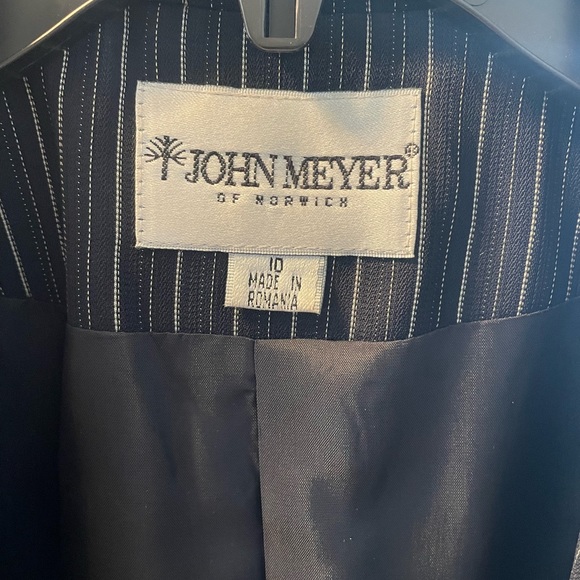 JOHN MEYER®
OF NORWICH
10
MADE IN
ROMANIA